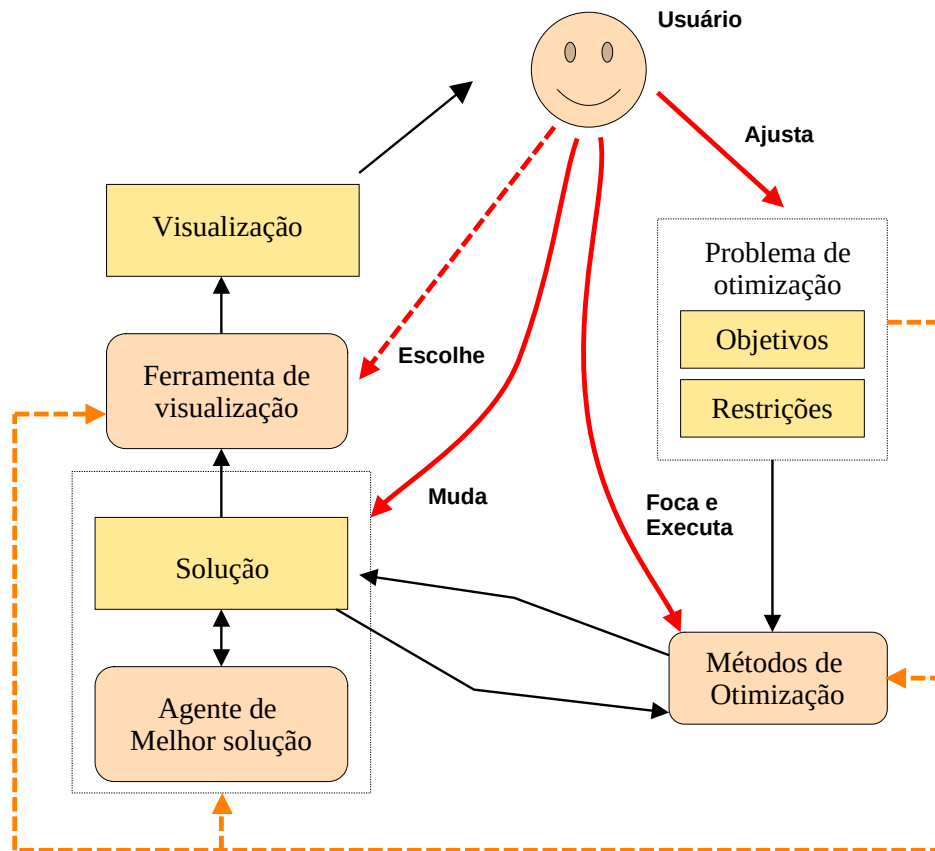 Usuário
Ajusta
Visualização
Problema de
otimização
Objetivos
Restrições
Escolhe
Ferramenta de
visualização
Muda
Foca e
Executa
Solução
Métodos de
Otimização
Agente de
Melhor solução